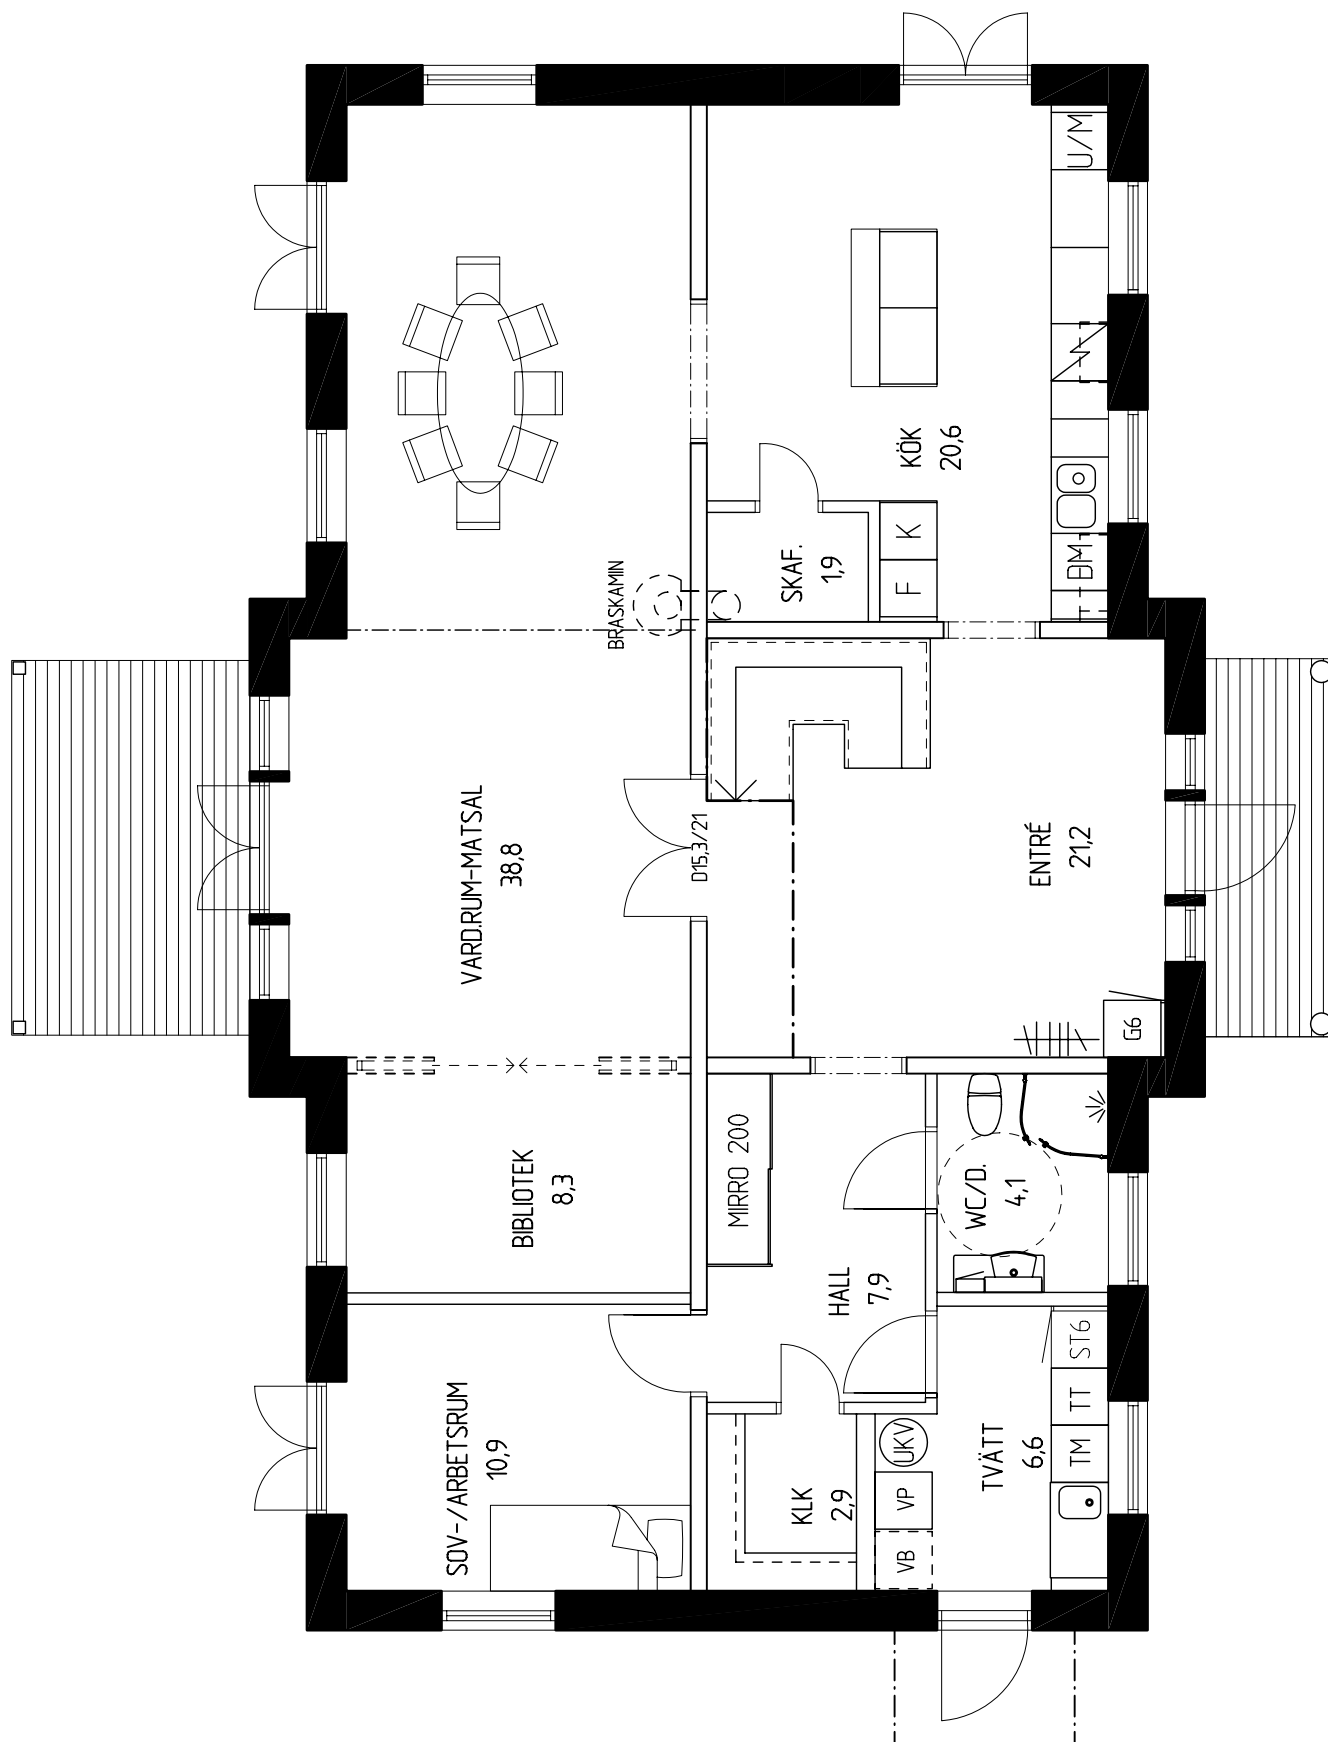 U/M
KÖK
20,6
SKAF.
1,9
K
F
DM
BRASKAMIN
VARD.RUM-MATSAL
38,8
D15,3/21
ENTRÉ
21,2
G6
BIBLIOTEK
8,3
MIRRO 200
WC/D.
4,1
HALL
7,9
SOV-/ARBETSRUM
10,9
KLK
2,9
UKV
VP
VB
TVÄTT
6,6
ST6
TT
TM